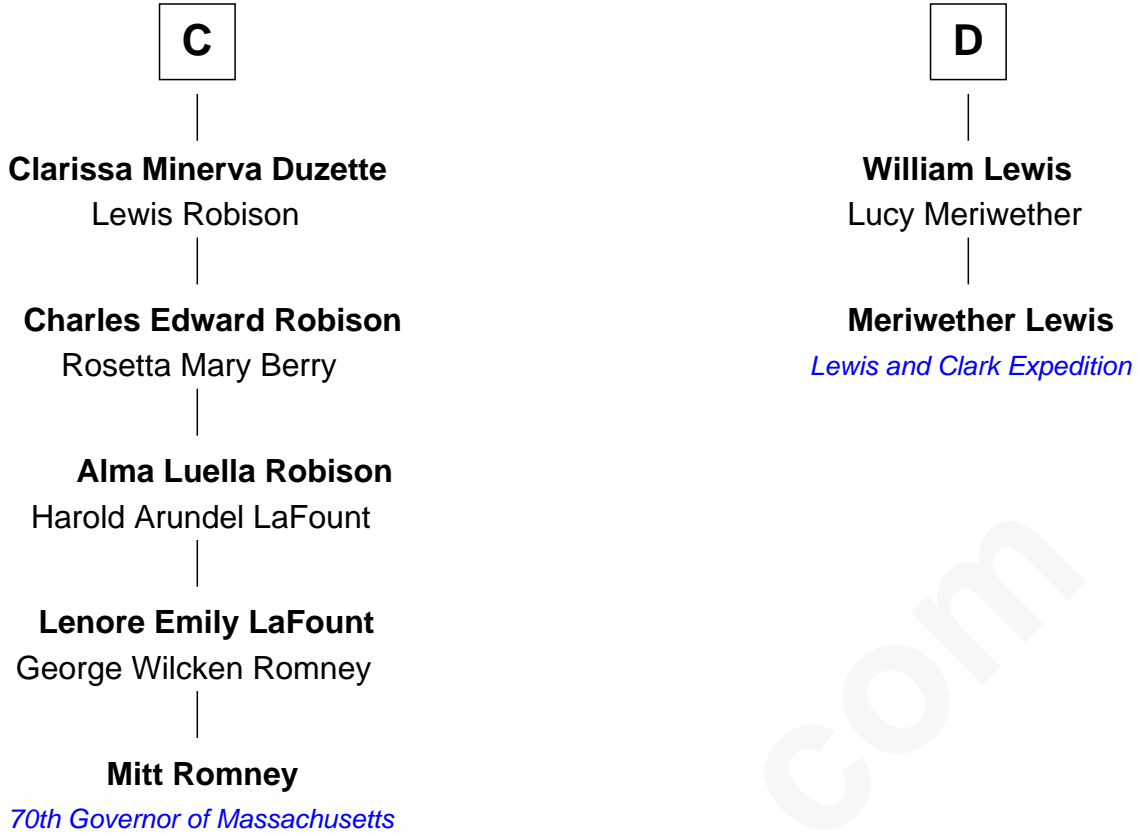 C
Clarissa Minerva Duzette
Lewis Robison
Charles Edward Robison
Rosetta Mary Berry
Alma Luella Robison
Harold Arundel LaFount
Lenore Emily LaFount
George Wilcken Romney
Mitt Romney
70th Governor of Massachusetts
D
William Lewis
Lucy Meriwether
Meriwether Lewis
Lewis and Clark Expedition
com